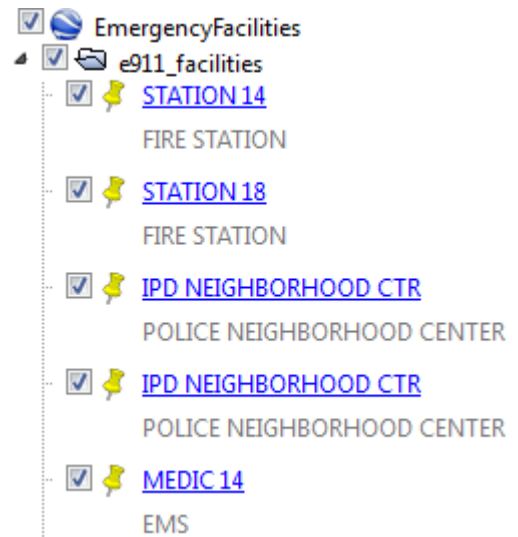 EmergencyFacilities
e911_facilities
STATION 14
FIRE STATION
STATION 18
FIRE STATION
IPD NEIGHBORHOOD CTR
POLICE NEIGHBORHOOD CENTER
IPD NEIGHBORHOOD CTR
POLICE NEIGHBORHOOD CENTER
MEDIC 14
EMS